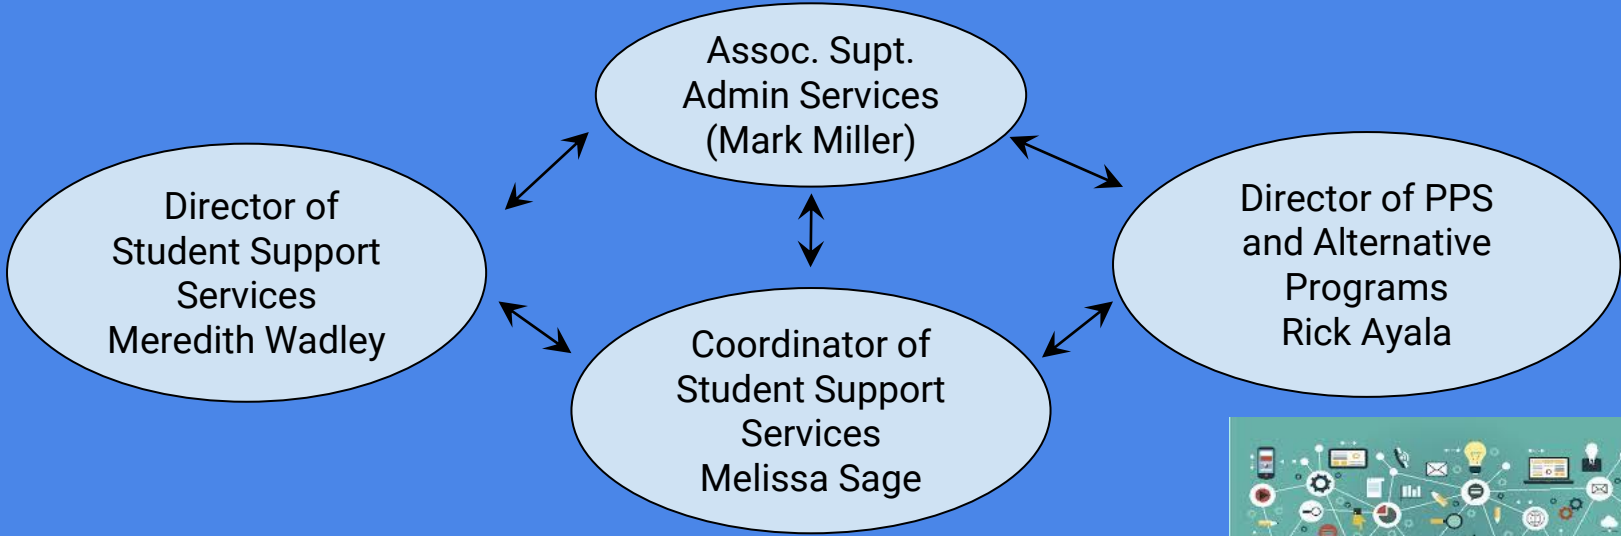 Assoc. Supt.
Admin Services
(Mark Miller)
Director of
Student Support
Services
Meredith Wadley
Director of PPS
and Alternative
Programs
Rick Ayala
Coordinator of
Student Support
Services
Melissa Sage